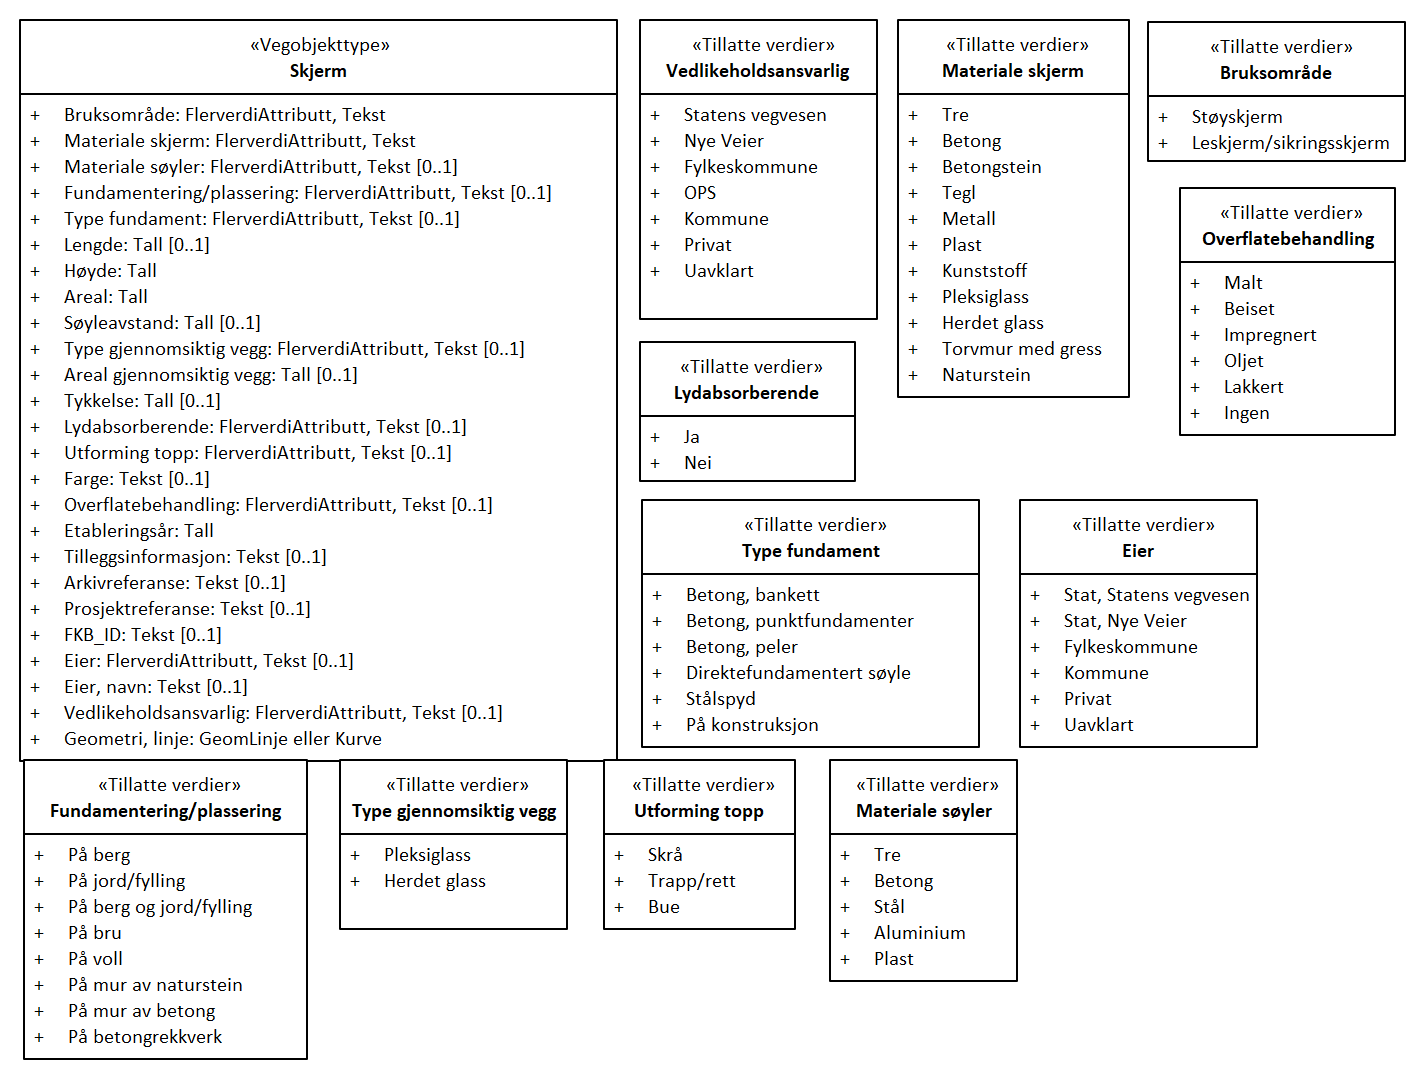 «Vegobjekttype»
Skjerm
+ Bruksområde: FlerverdiAttributt, Tekst
+ Materiale skjerm: FlerverdiAttributt, Tekst
+ Materiale søyler: FlerverdiAttributt, Tekst [0..1]
+ Fundamentering/plassering: FlerverdiAttributt, Tekst [0..1]
+ Type fundament: FlerverdiAttributt, Tekst [0..1]
+ Lengde: Tall [0..1]
+ Høyde: Tall
+ Areal: Tall
+ Søyleavstand: Tall [0..1]
+ Type gjennomsiktig vegg: FlerverdiAttributt, Tekst [0..1]
+ Areal gjennomsiktig vegg: Tall [0..1]
+ Tykkelse: Tall [0..1]
+ Lydabsorberende: FlerverdiAttributt, Tekst [0..1]
+ Utforming topp: FlerverdiAttributt, Tekst [0..1]
+ Farge: Tekst [0..1]
+ Overflatebehandling: FlerverdiAttributt, Tekst [0..1]
+ Etableringsår: Tall
+ Tilleggsinformasjon: Tekst [0..1]
+ Arkivreferanse: Tekst [0..1]
+ Prosjektreferanse: Tekst [0..1]
+ FKB_ID: Tekst [0..1]
+ Eier: FlerverdiAttributt, Tekst [0..1]
+ Eier, navn: Tekst [0..1]
+ Vedlikeholdsansvarlig: FlerverdiAttributt, Tekst [0..1]
+ Geometri, linje: GeomLinje eller Kurve
«Tillatte verdier»
Vedlikeholdsansvarlig
+ Statens vegvesen
+ Nye Veier
+ Fylkeskommune
+ OPS
+ Kommune
+ Privat
+ Uavklart
«Tillatte verdier»
Materiale skjerm
+ Tre
+ Betong
+ Betongstein
+ Tegl
+ Metall
+ Plast
+ Kunststoff
+ Pleksiglass
+ Herdet glass
+ Torvmur med gress
+ Naturstein
«Tillatte verdier»
Bruksområde
+ Støyskjerm
+ Leskjerm/sikringsskjerm
«Tillatte verdier»
Overflatebehandling
+ Malt
+ Beiset
+ Impregnert
+ Oljet
+ Lakkert
+ Ingen
«Tillatte verdier»
Lydabsorberende
+ Ja
+ Nei
«Tillatte verdier»
Type fundament
+ Betong, bankett
+ Betong, punktfundamenter
+ Betong, peler
+ Direktefundamentert søyle
+ Stålspyd
+ På konstruksjon
«Tillatte verdier»
Eier
+ Stat, Statens vegvesen
+ Stat, Nye Veier
+ Fylkeskommune
+ Kommune
+ Privat
+ Uavklart
«Tillatte verdier»
Fundamentering/plassering
+ På berg
+ På jord/fylling
+ På berg og jord/fylling
+ På bru
+ På voll
+ På mur av naturstein
+ På mur av betong
+ På betongrekkverk
«Tillatte verdier»
Type gjennomsiktig vegg
+ Pleksiglass
+ Herdet glass
«Tillatte verdier»
Utforming topp
+ Skrå
+ Trapp/rett
+ Bue
«Tillatte verdier»
Materiale søyler
+ Tre
+ Betong
+ Stål
+ Aluminium
+ Plast